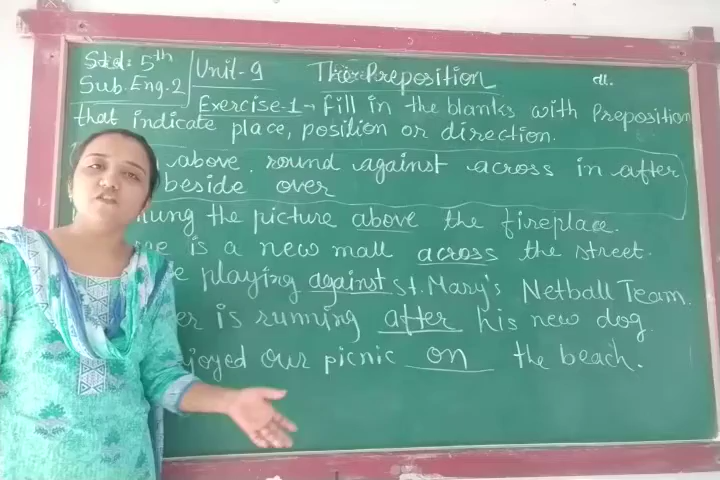 Std: 5th
Sub. Eng-2
Unit-9 The Preposition dt.
Exercise-1 → Fill in the blanks with Preposition
that indicate place, position or direction.
above. round against across in after
beside over
the picture above the fireplace.
is a new mall across the street.
playing against St. Mary's Netball Team.
is running after his new dog.
our picnic on the beach.